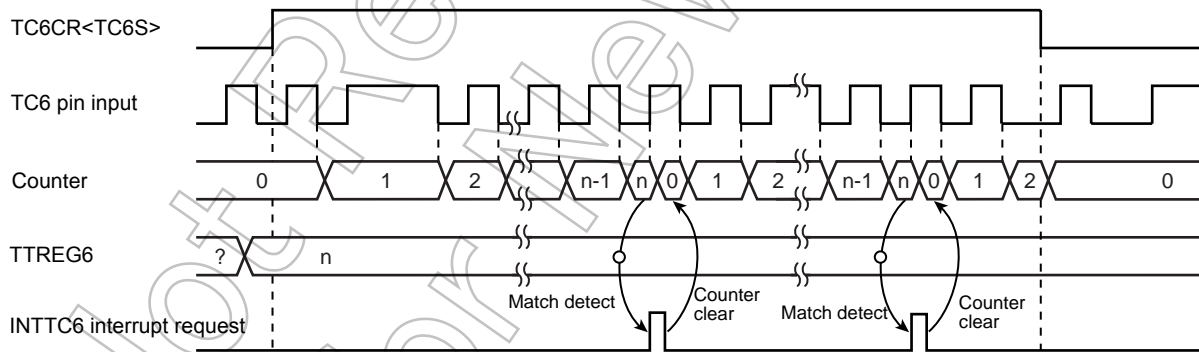 TC6CR<TC6S>
TC6 pin input
Counter
0 1 2 n-1 n 0 1 2 n-1 n 0 1 2 0
TTREG6
? n
Match detect
Counter
clear
Match detect
Counter
clear
INTTC6 interrupt request